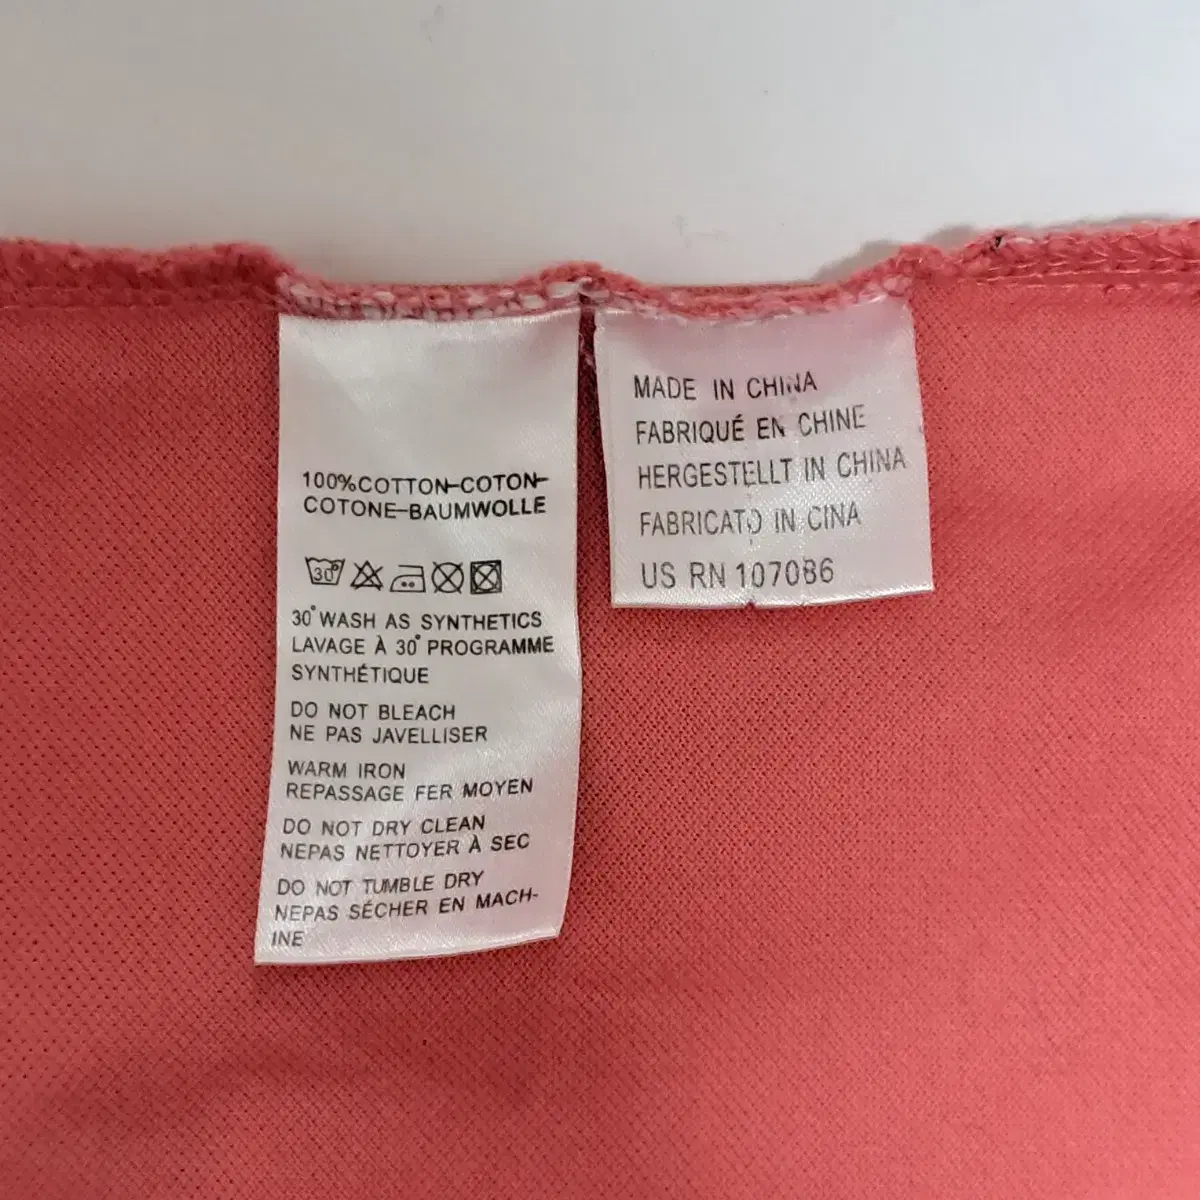 100%COTTON-COTON-
COTONE-BAUMWOLLE
30°
30° WASH AS SYNTHETICS
LAVAGE À 30° PROGRAMME
SYNTHÉTIQUE
DO NOT BLEACH
NE PAS JAVELLISER
WARM IRON
REPASSAGE FER MOYEN
DO NOT DRY CLEAN
NEPAS NETTOYER À SEC
DO NOT TUMBLE DRY
NEPAS SÉCHER EN MACH-
INE
MADE IN CHINA
FABRIQUÉ EN CHINE
HERGESTELLT IN CHINA
FABRICATO IN CINA
US RN 107086